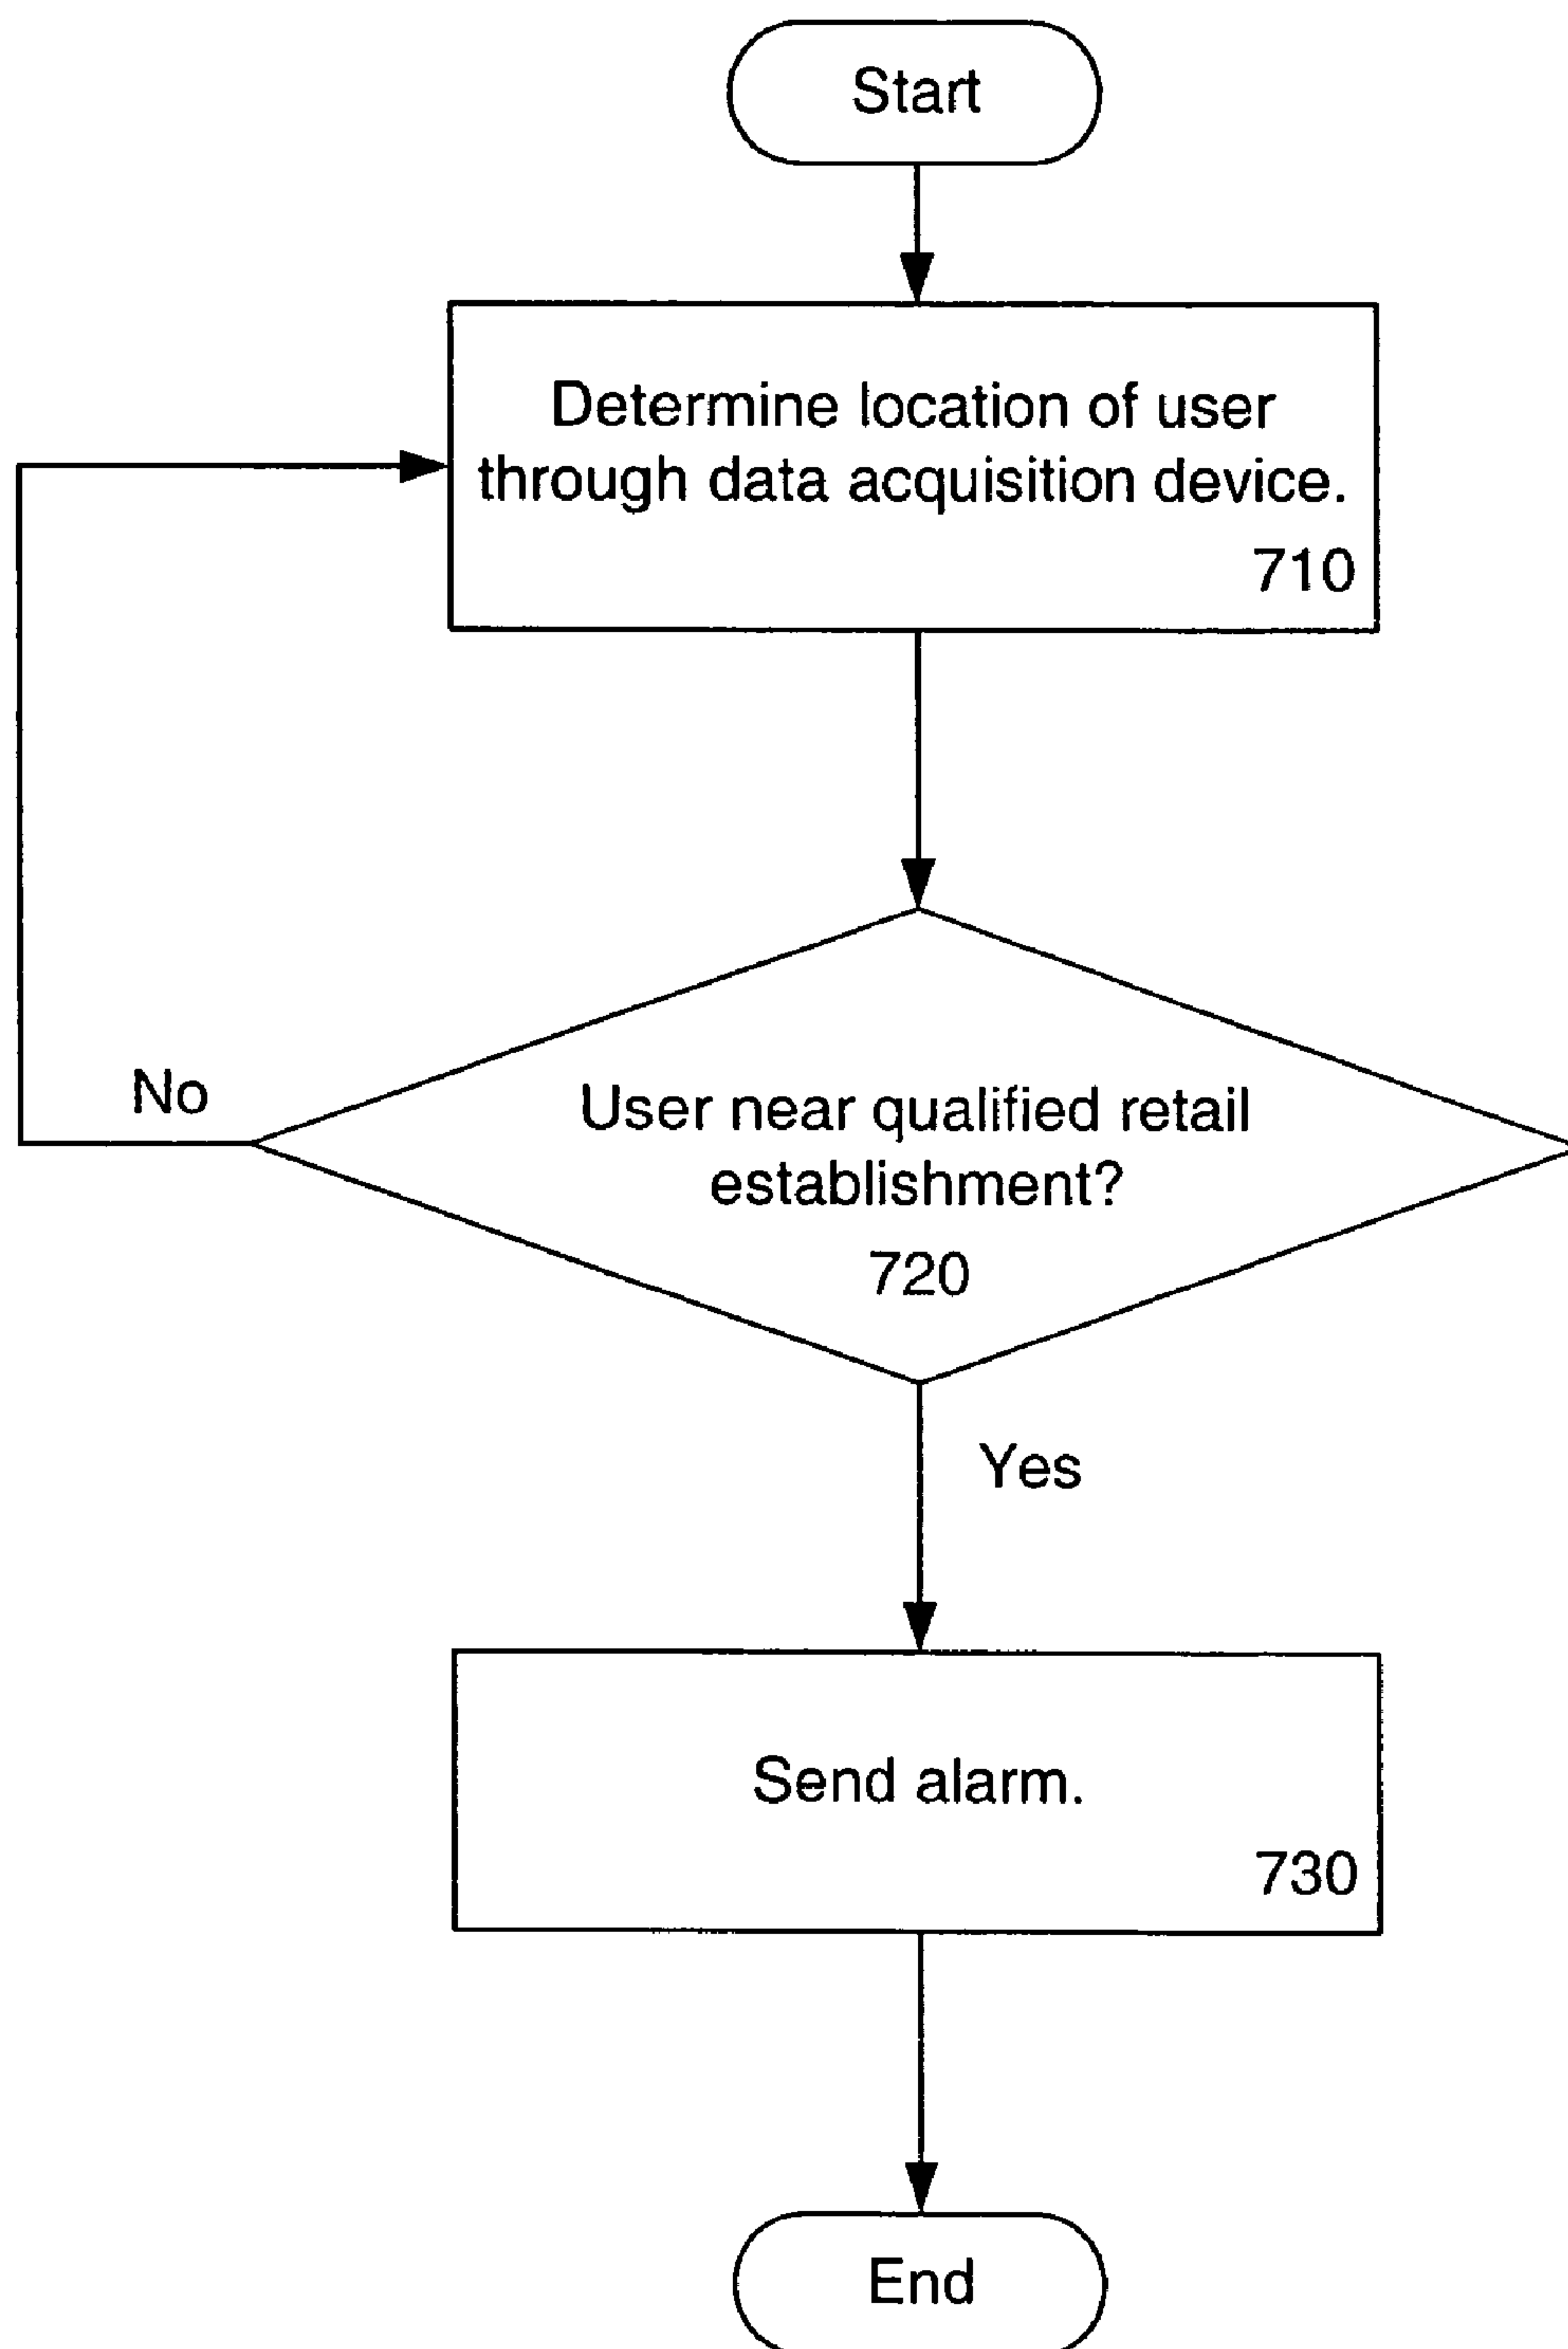 Start
Determine location of user
through data acquisition device.
710
No
User near qualified retail
establishment?
720
Yes
Send alarm.
730
End